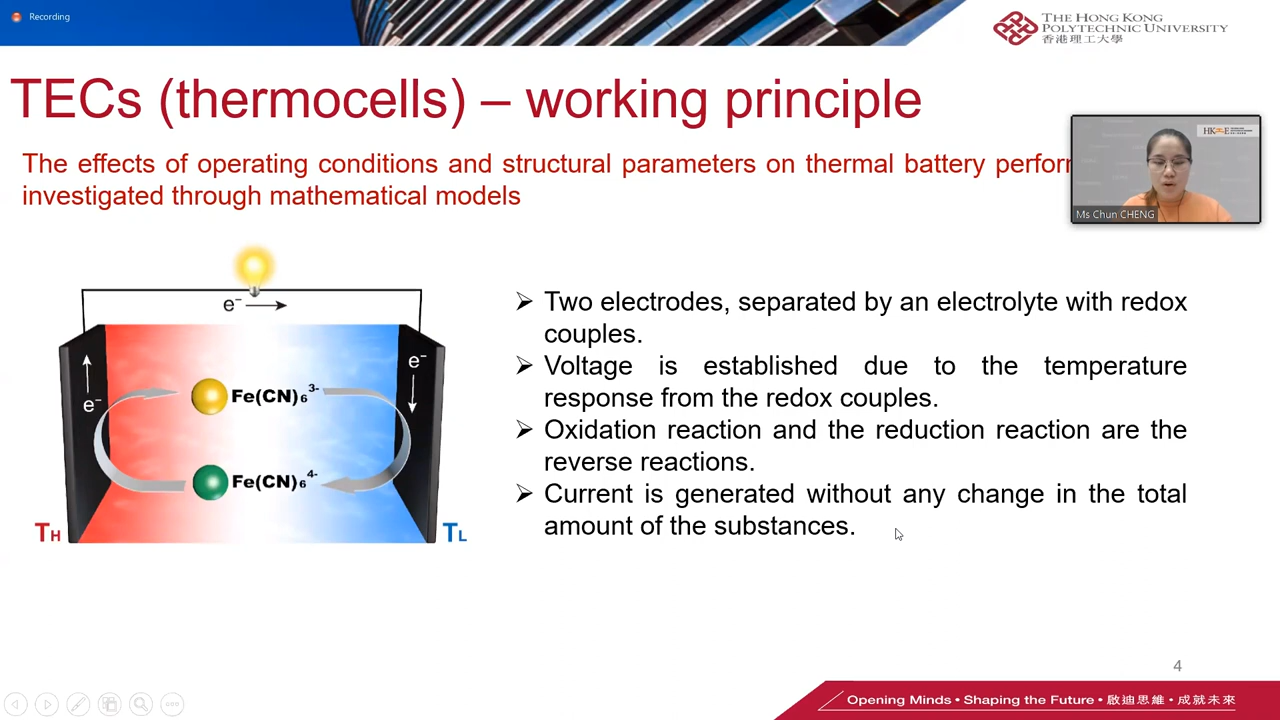 Recording
THE HONG KONG
POLYTECHNIC UNIVERSITY
香港理工大學
TECs (thermocells) – working principle
The effects of operating conditions and structural parameters on thermal battery perfor
investigated through mathematical models
Ms Chun CHENG
e⁻
e⁻
e⁻
Fe(CN)₆³⁻
Fe(CN)₆⁴⁻
TH
TL
➢ Two electrodes, separated by an electrolyte with redox
couples.
➢ Voltage is established due to the temperature
response from the redox couples.
➢ Oxidation reaction and the reduction reaction are the
reverse reactions.
➢ Current is generated without any change in the total
amount of the substances.
4
Opening Minds • Shaping the Future • 啟迪思維 • 成就未來